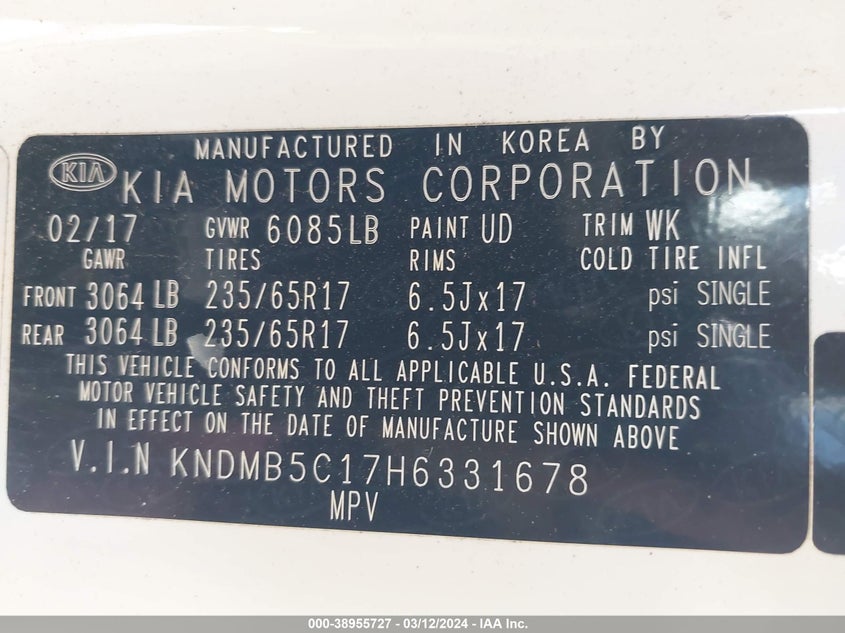 MANUFACTURED IN KOREA BY
KIA KIA MOTORS CORPORATION
02/17 GVWR 6085LB PAINT UD TRIM WK
GAWR TIRES RIMS COLD TIRE INFL
FRONT 3064 LB 235/65R17 6.5Jx17 psi SINGLE
REAR 3064 LB 235/65R17 6.5Jx17 psi SINGLE
THIS VEHICLE CONFORMS TO ALL APPLICABLE U.S.A. FEDERAL
MOTOR VEHICLE SAFETY AND THEFT PREVENTION STANDARDS
IN EFFECT ON THE DATE OF MANUFACTURE SHOWN ABOVE
V.I.N KNDMB5C17H6331678
MPV
000-38955727 - 03/12/2024 - IAA Inc.